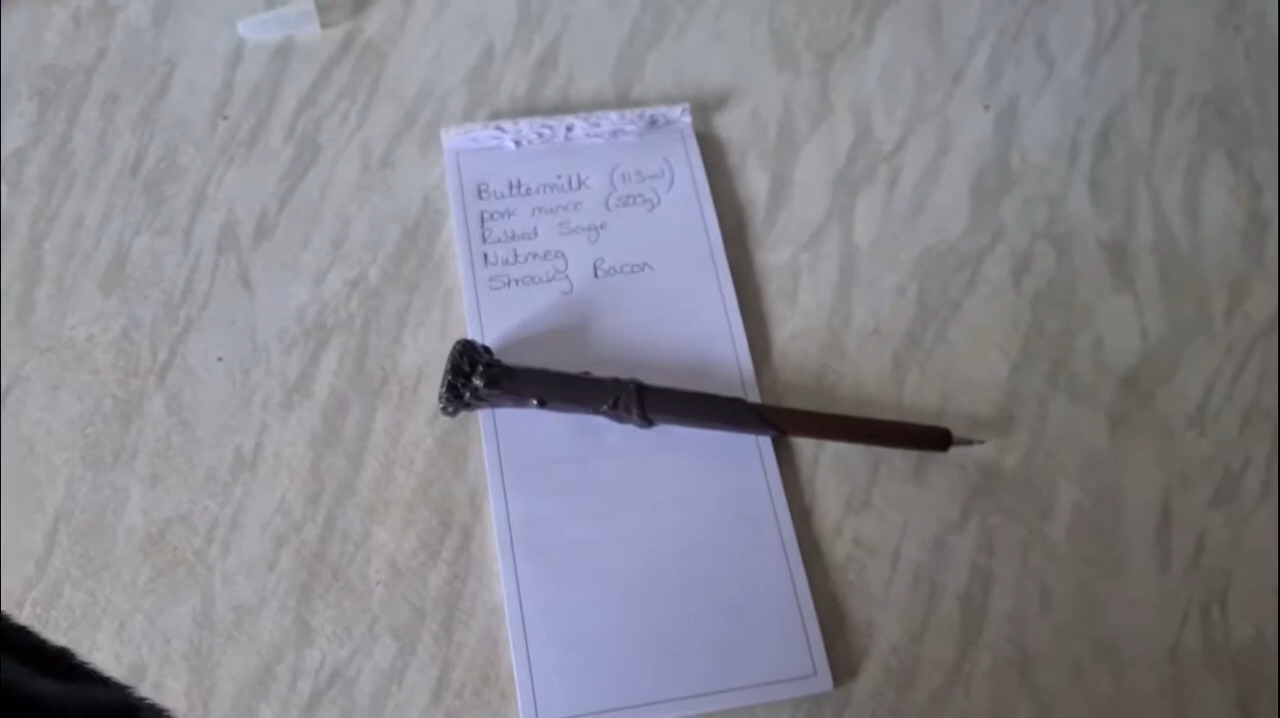 Buttermilk (113ml)
pork mince (500g)
Rubbed Sage
Nutmeg
Streaky Bacon